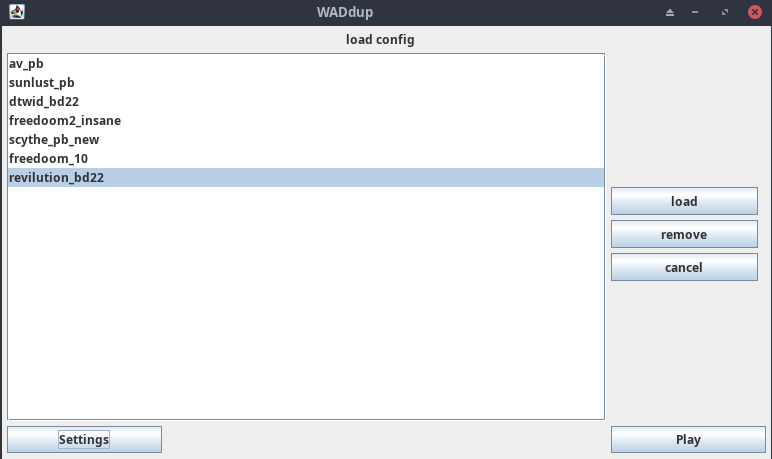 WADdup
load config
av_pb
sunlust_pb
dtwid_bd22
freedoom2_insane
scythe_pb_new
freedoom_10
revilution_bd22
load
remove
cancel
Settings
Play